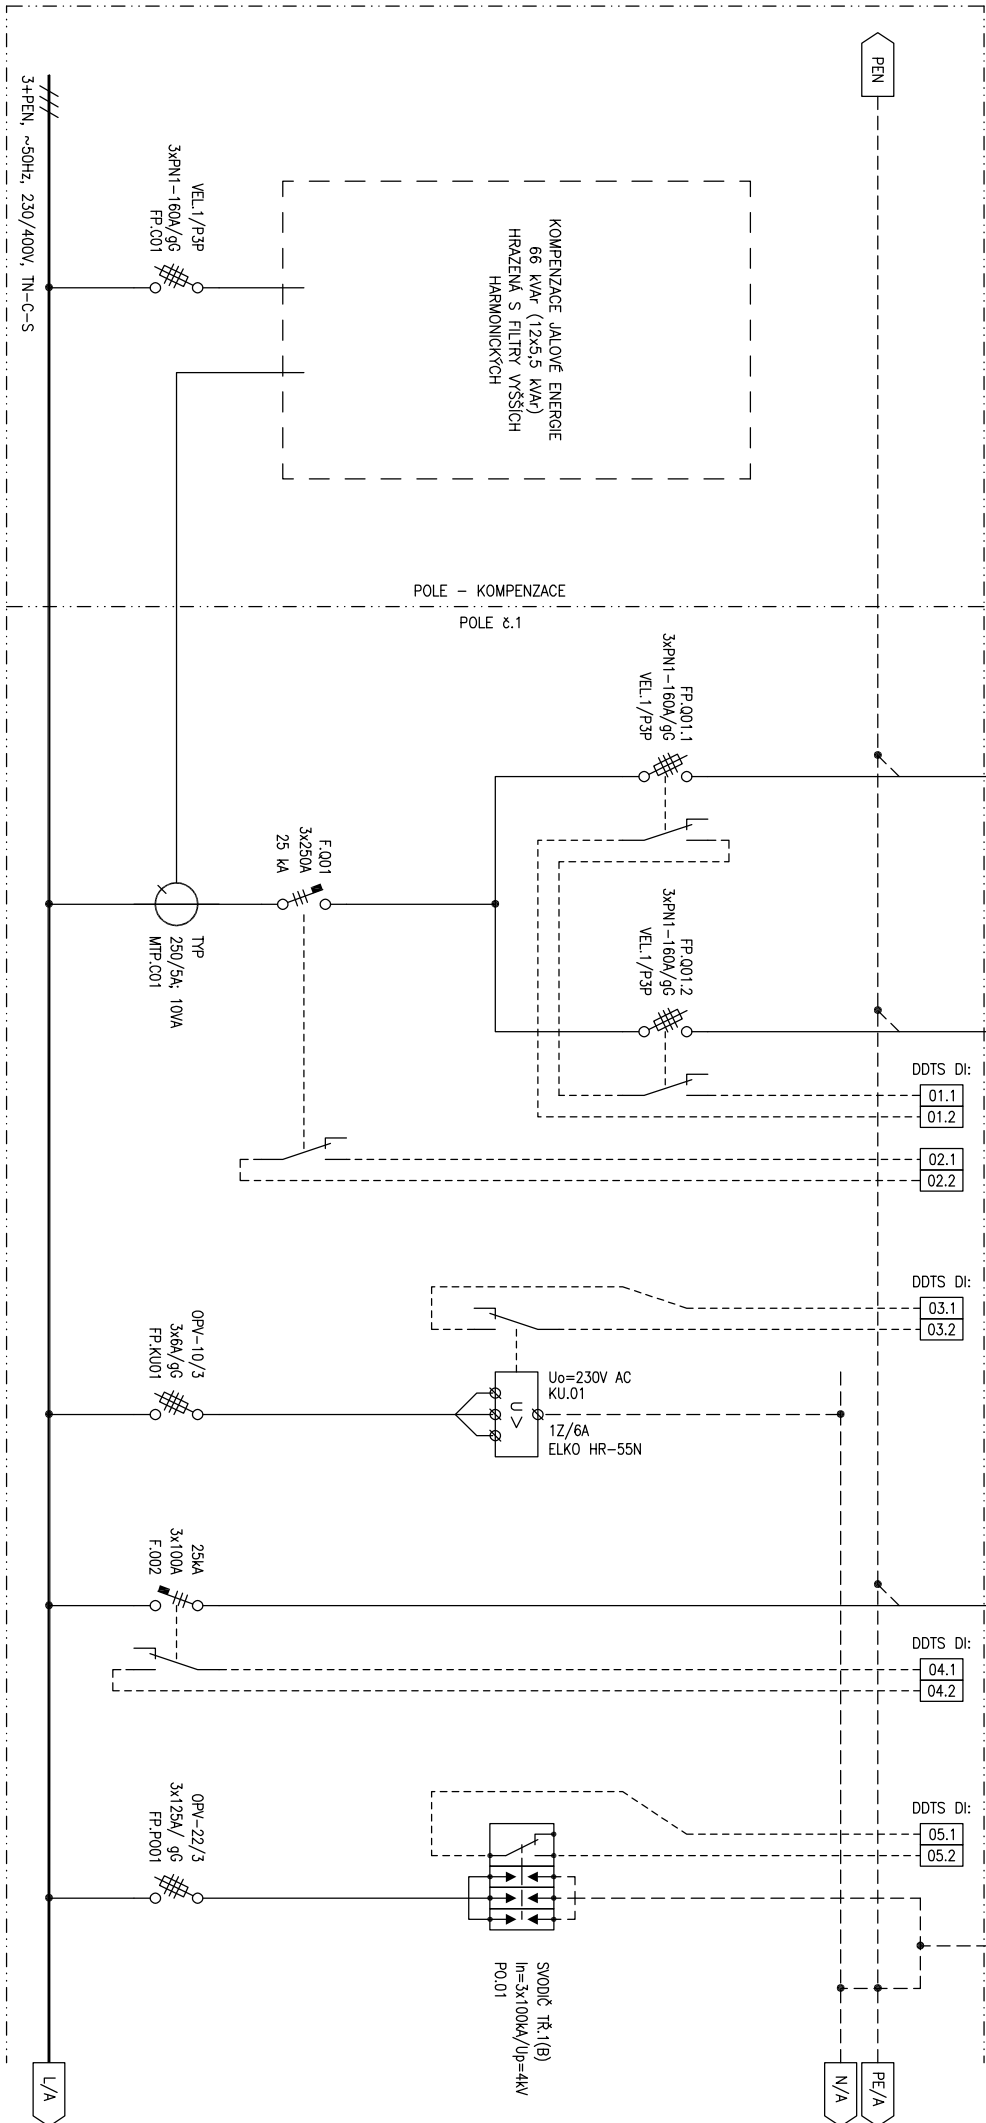 PEN
3+PEN, ~50Hz, 230/400V, TN-C-S
VEL.1/P3P
3xPN1-160A/gG
FP.C01
KOMPENZACE JALOVÉ ENERGIE
66 kVAr (12x5,5 kVAr)
HRAZENÁ S FILTRY VYŠŠÍCH
HARMONICKÝCH
POLE - KOMPENZACE
POLE č.1
FP.Q01.1
3xPN1-160A/gG
VEL.1/P3P
F.Q01
3x250A
25 kA
TYP
250/5A; 10VA
MTP.C01
FP.Q01.2
3xPN1-160A/gG
VEL.1/P3P
DDTS DI:
01.1
01.2
02.1
02.2
DDTS DI:
03.1
03.2
OPV-10/3
3x6A/gG
FP.KU01
U>
Uo=230V AC
KU.01
1Z/6A
ELKO HR-55N
25kA
3x100A
F.002
DDTS DI:
04.1
04.2
OPV-22/3
3x125A/ gG
FP.P001
DDTS DI:
05.1
05.2
SVODIČ TŘ.1(B)
In=3x100kA/Up=4kV
PO.01
L/A
N/A
PE/A